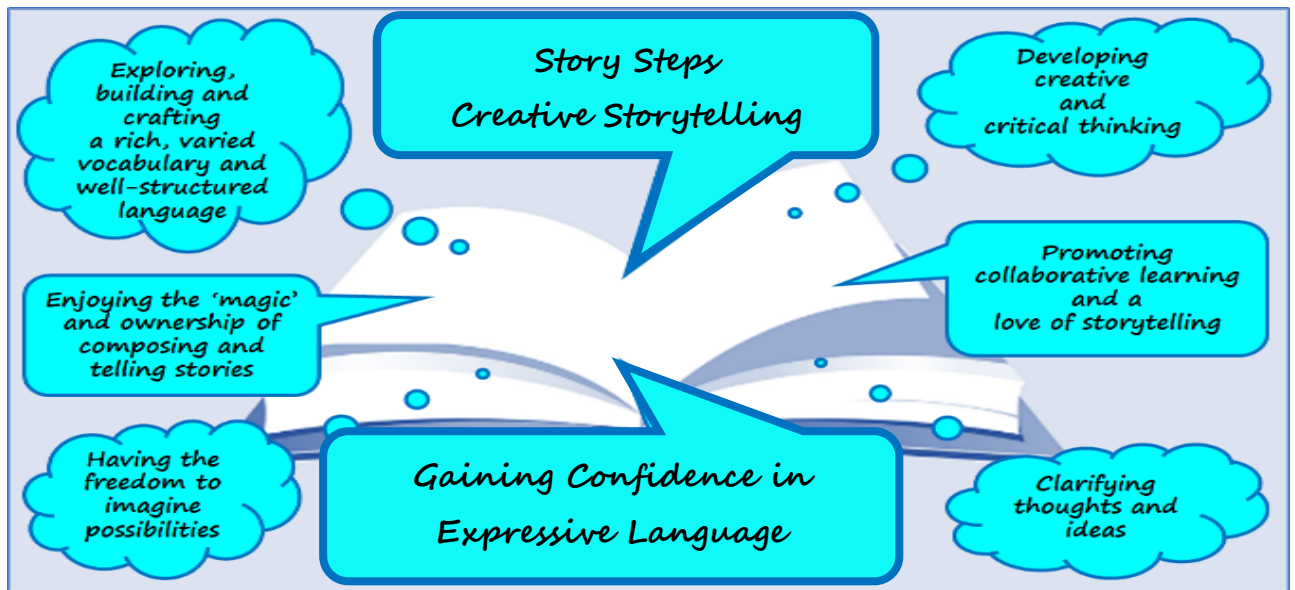 Story Steps
Creative Storytelling
Exploring,
building and
crafting
a rich, varied
vocabulary and
well-structured
language
Developing
creative
and
critical thinking
Enjoying the ‘magic’
and ownership of
composing and
telling stories
Promoting
collaborative learning
and a
love of storytelling
Having the
freedom to
imagine
possibilities
Gaining Confidence in
Expressive Language
Clarifying
thoughts and
ideas